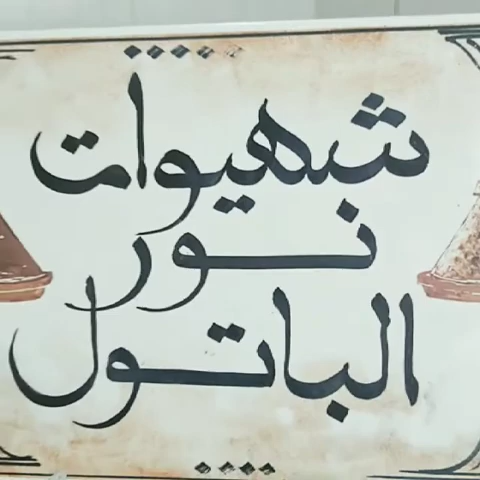 شهيوات
نور
الباتول